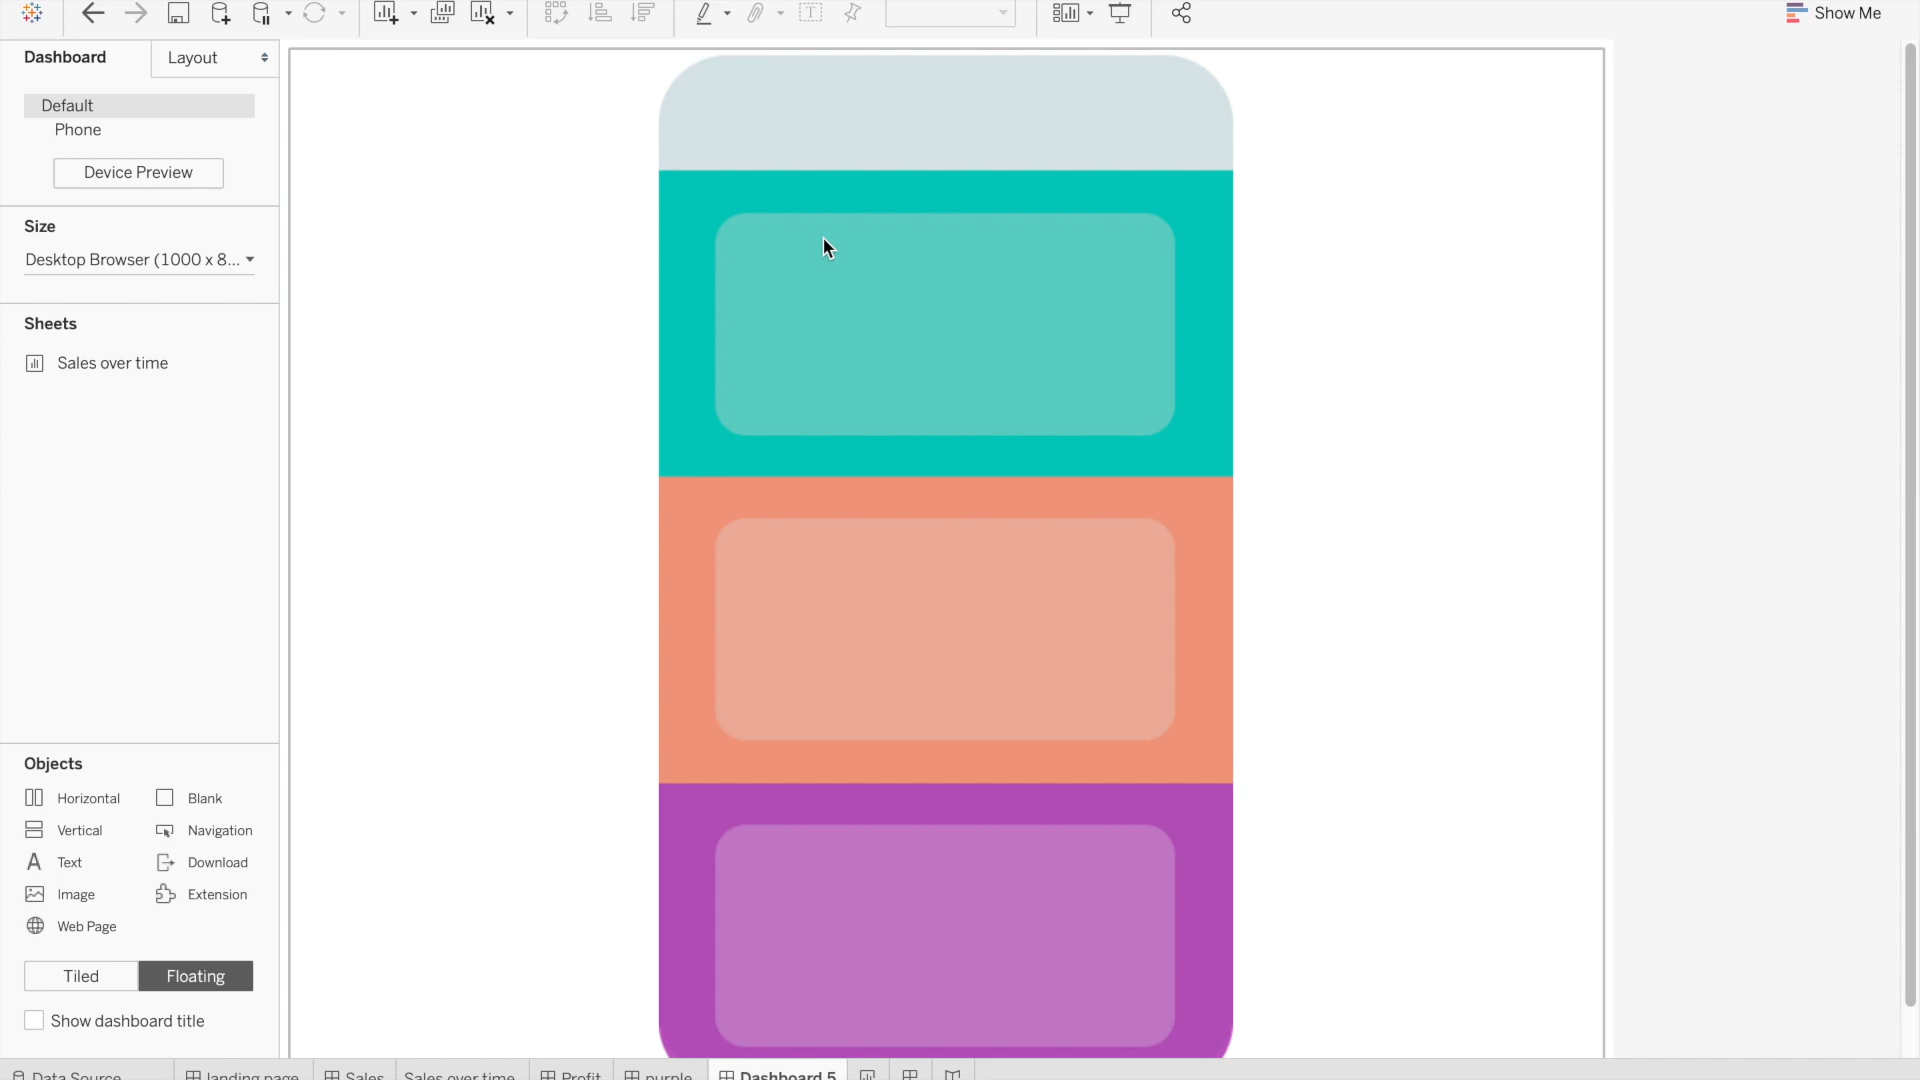 Show Me
Dashboard
Layout
Default
Phone
Device Preview
Size
Desktop Browser (1000 x 8...
Sheets
Sales over time
Objects
Horizontal
Blank
Vertical
Navigation
Text
Download
Image
Extension
Web Page
Tiled
Floating
Show dashboard title
Data Source
landing page
Sales
Sales over time
Profit
purple
Dashboard 5